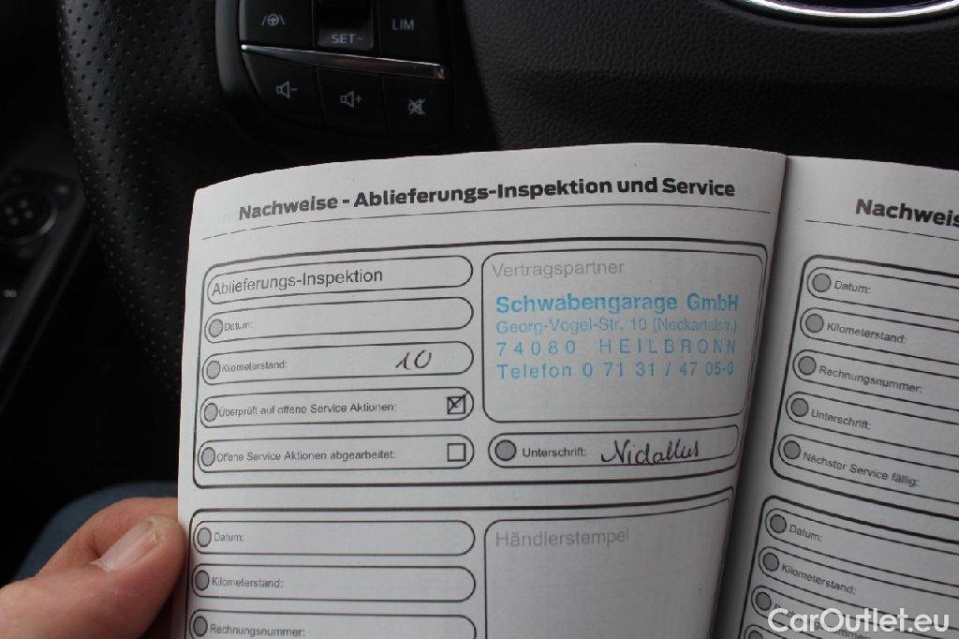 SET-
LIM
Nachweise - Ablieferungs-Inspektion und Service
Ablieferungs-Inspektion
Datum:
Kilometerstand: 10
Überprüft auf offene Service Aktionen:
Offene Service Aktionen abgearbeitet:
Vertragspartner
Schwabengarage GmbH
Georg-Vogel-Str. 10 (Neckartalstr.)
74080 HEILBRONN
Telefon 0 71 31 / 47 05-0
Unterschrift:
Datum:
Kilometerstand:
Rechnungsnummer:
Händlerstempel
Nachweis
Datum:
Kilometerstand:
Rechnungsnummer:
Unterschrift:
Nächster Service fällig:
Datum:
Kilometerstand:
CarOutlet.eu